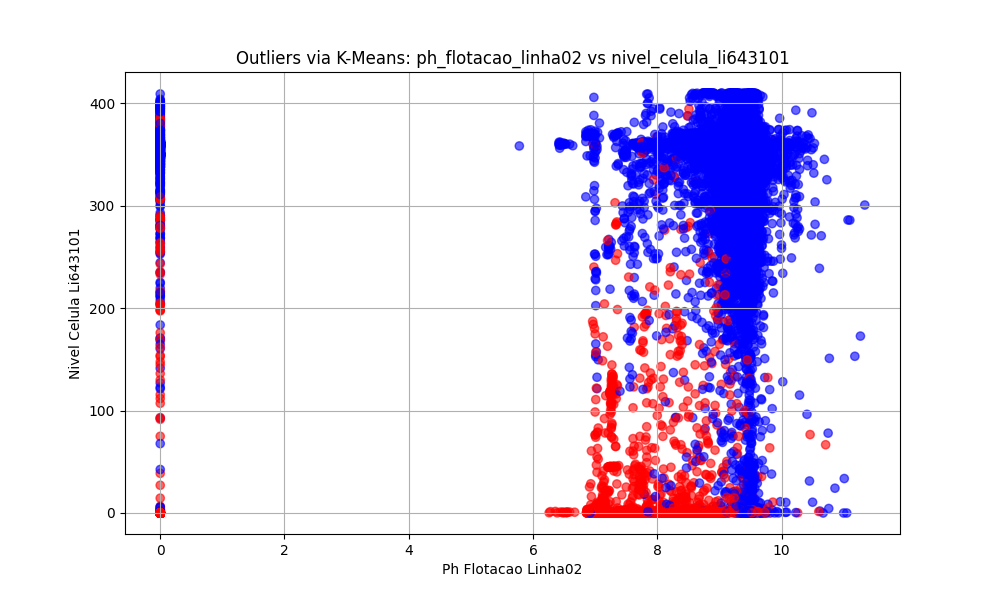 Outliers via K-Means: ph_flotacao_linha02 vs nivel_celula_li643101
Nivel Celula Li643101
400
300
200
100
0
0 2 4 6 8 10
Ph Flotacao Linha02